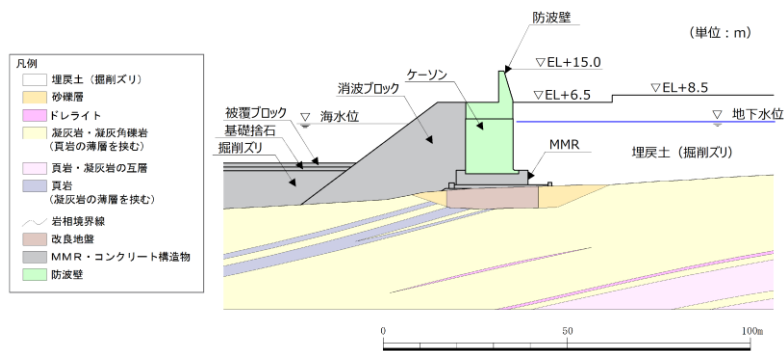 防波壁
(単位：m)
▽EL+15.0
ケーソン
消波ブロック
▽EL+6.5
▽EL+8.5
被覆ブロック
▽ 海水位
▽ 地下水位
基礎捨石
掘削ズリ
MMR
埋戻土（掘削ズリ）
凡例
埋戻土（掘削ズリ）
砂礫層
ドレライト
凝灰岩・凝灰角礫岩
(頁岩の薄層を挟む)
頁岩・凝灰岩の互層
頁岩
(凝灰岩の薄層を挟む)
岩相境界線
改良地盤
MMR・コンクリート構造物
防波壁
0 50 100m